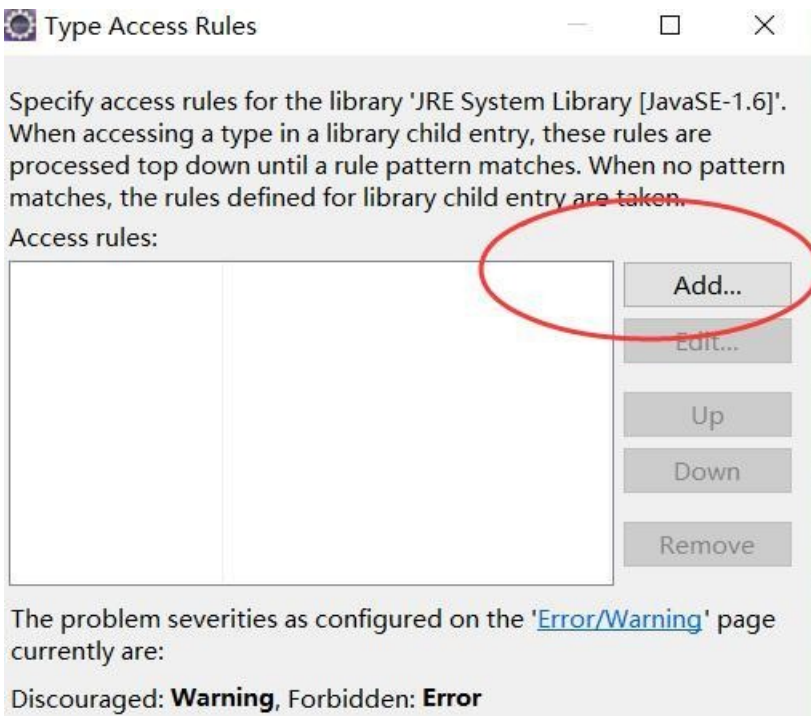 Type Access Rules
Specify access rules for the library 'JRE System Library [JavaSE-1.6]'.
When accessing a type in a library child entry, these rules are
processed top down until a rule pattern matches. When no pattern
matches, the rules defined for library child entry are taken.
Access rules:
Add...
Edit...
Up
Down
Remove
The problem severities as configured on the 'Error/Warning' page
currently are:
Discouraged: Warning, Forbidden: Error